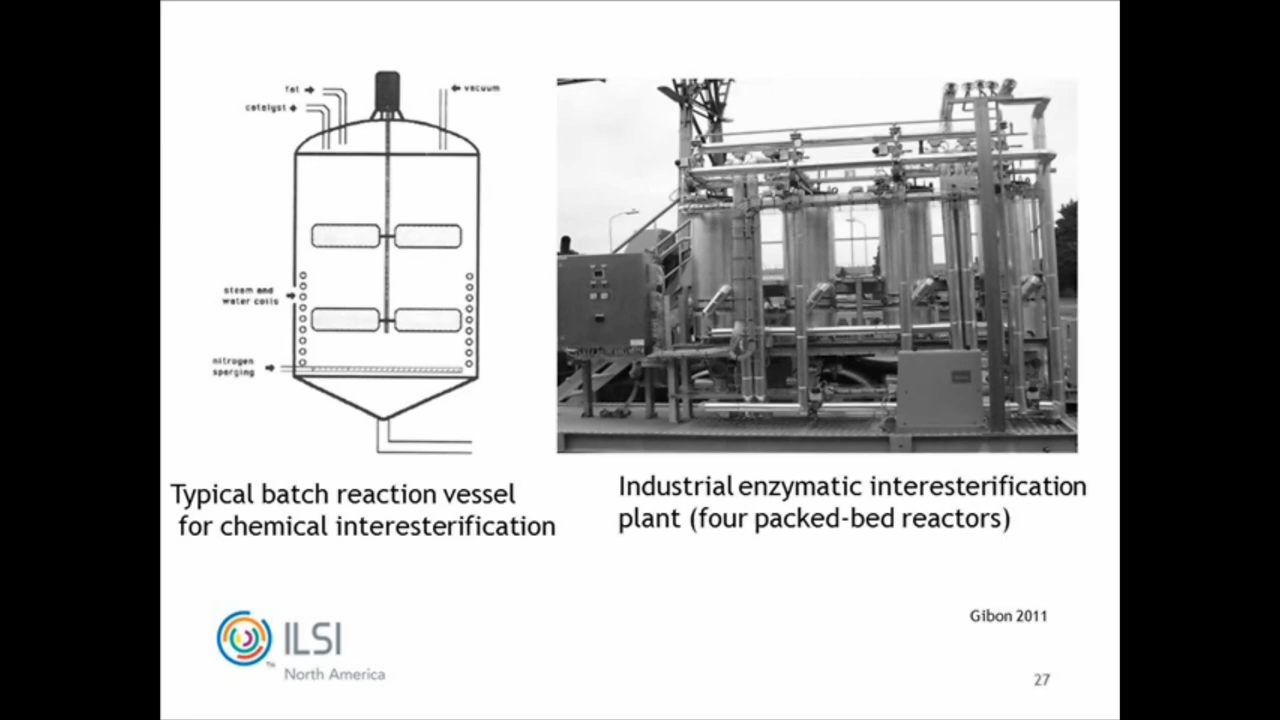 fat
catalyst
vacuum
steam and
water coils
nitrogen
sparging
Typical batch reaction vessel
for chemical interesterification
Industrial enzymatic interesterification
plant (four packed-bed reactors)
Gibon 2011
ILSI
TM
North America
27